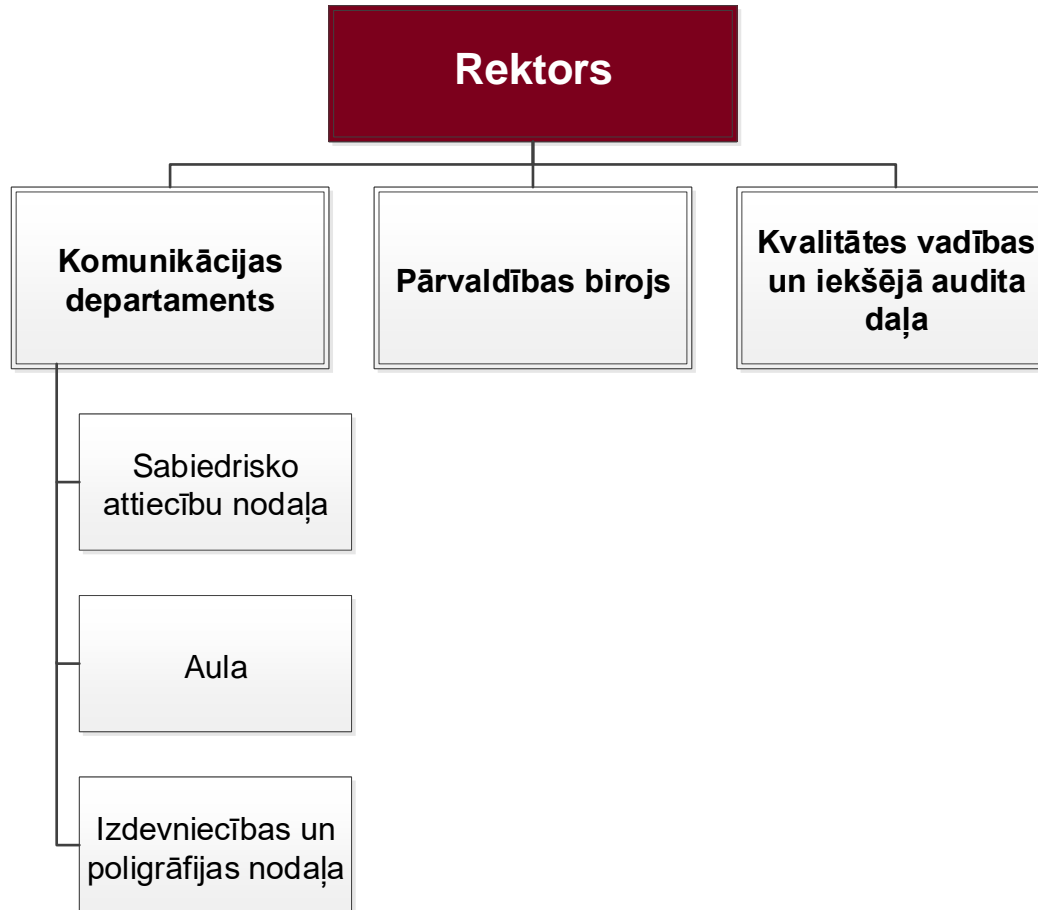 Rektors
Komunikācijas
departaments
Pārvaldības birojs
Kvalitātes vadības
un iekšējā audita
daļa
Sabiedrisko
attiecību nodaļa
Aula
Izdevniecības un
poligrāfijas nodaļa